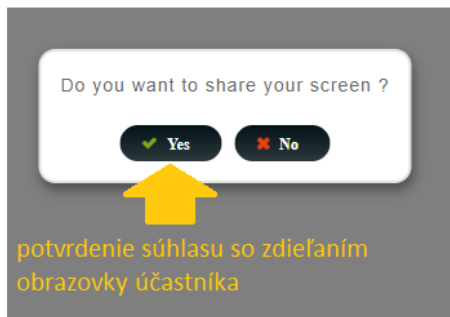 Do you want to share your screen ?
Yes No
potvrdenie súhlasu so zdieľaním
obrazovky účastníka